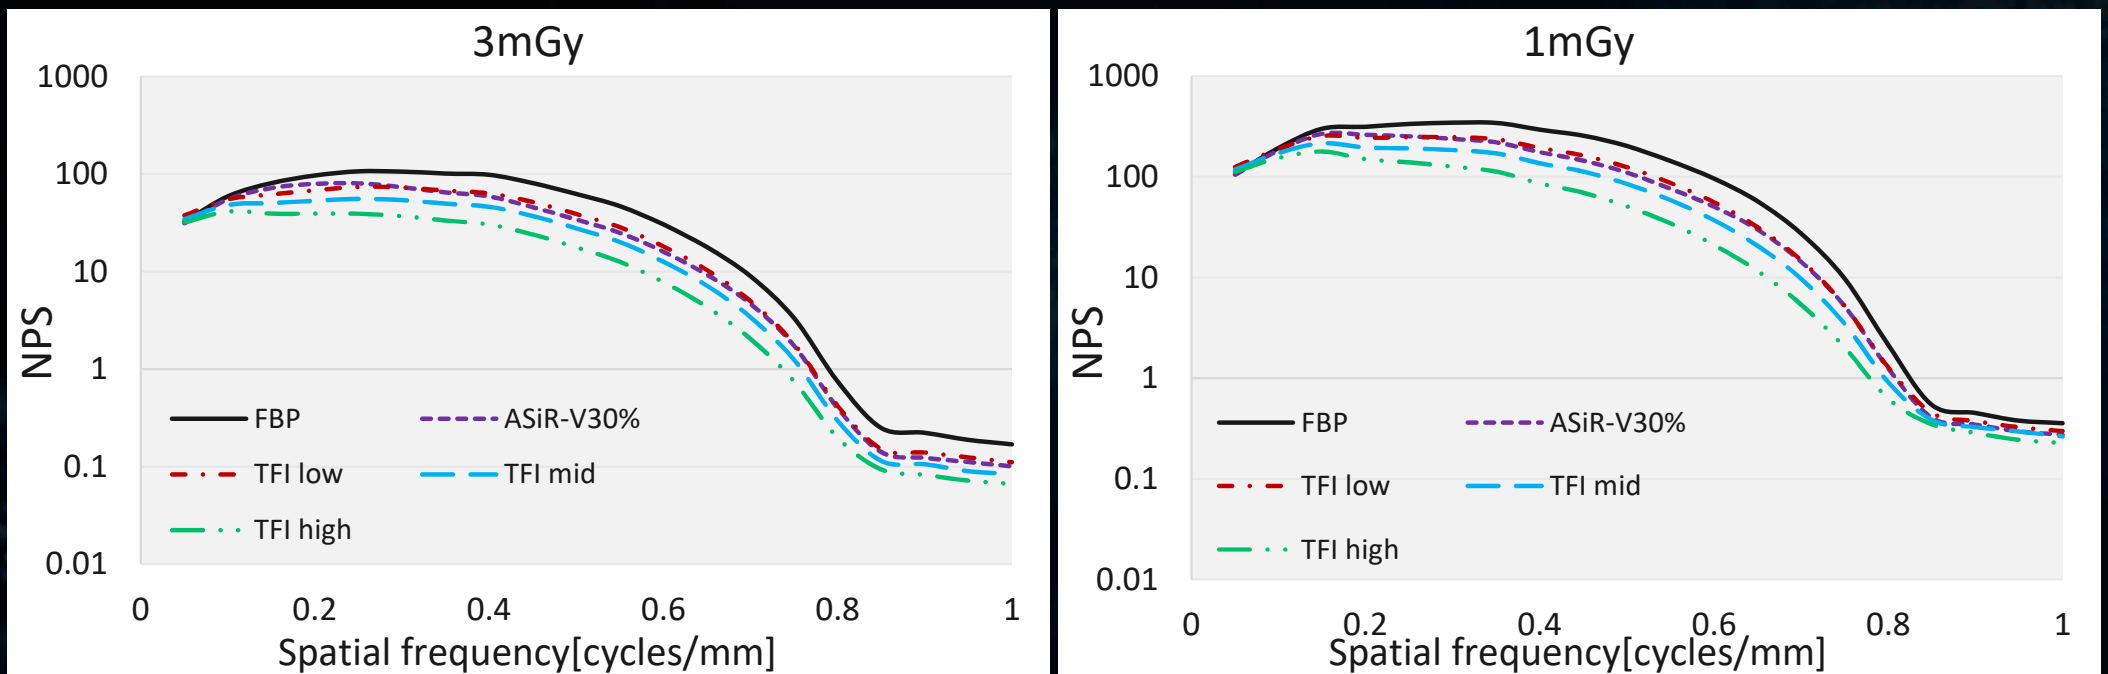 3mGy
1000
100
10
1
0.1
0.01
NPS
FBP
ASiR-V30%
TFI low
TFI mid
TFI high
0 0.2 0.4 0.6 0.8 1
Spatial frequency[cycles/mm]
1mGy
1000
100
10
1
0.1
0.01
NPS
FBP
ASiR-V30%
TFI low
TFI mid
TFI high
0 0.2 0.4 0.6 0.8 1
Spatial frequency[cycles/mm]